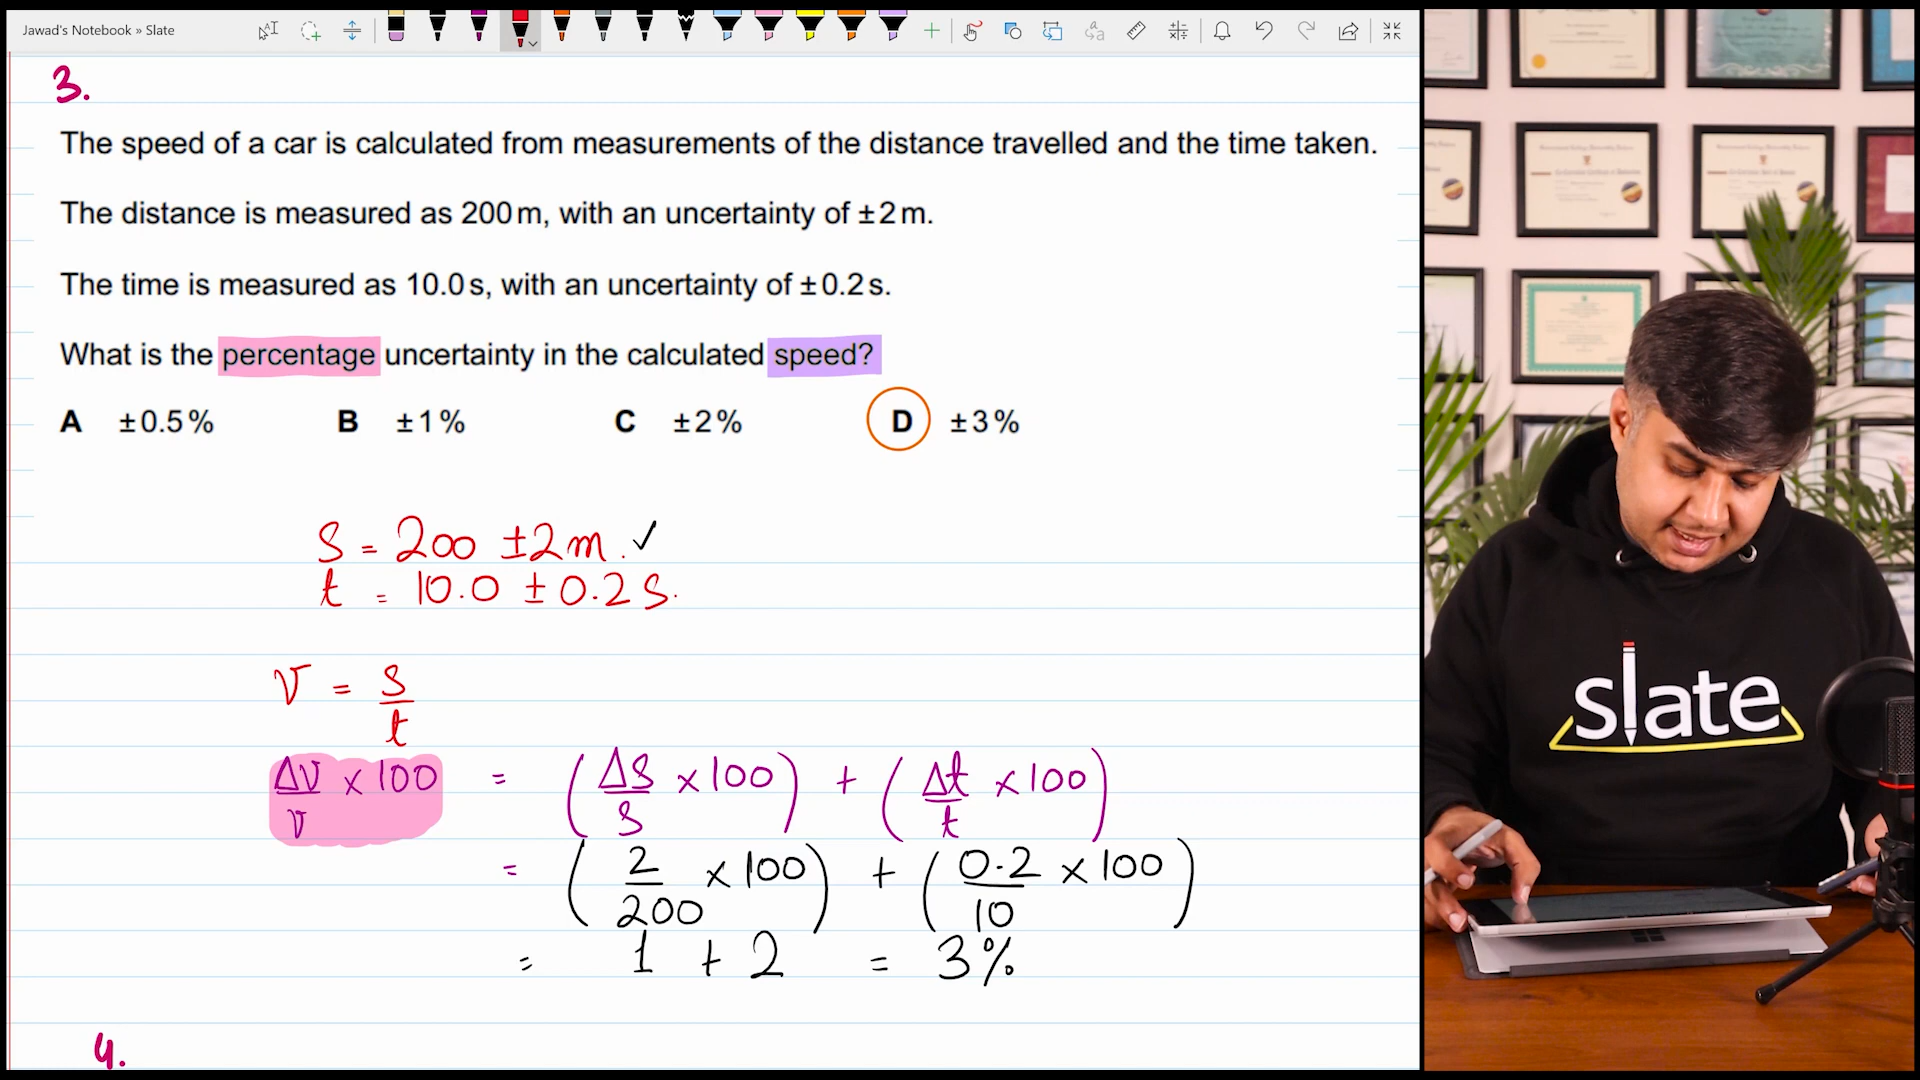 Jawad's Notebook » Slate
3.
The speed of a car is calculated from measurements of the distance travelled and the time taken.
The distance is measured as 200 m, with an uncertainty of ±2 m.
The time is measured as 10.0 s, with an uncertainty of ±0.2 s.
What is the percentage uncertainty in the calculated speed?
A ±0.5% B ±1% C ±2% D ±3%
S = 200 ±2m. ✓
t = 10.0 ±0.2 s.
v = s/t
Δv/v × 100 = (Δs/s × 100) + (Δt/t × 100)
= (2/200 × 100) + (0.2/10 × 100)
= 1 + 2 = 3%
4.
slate